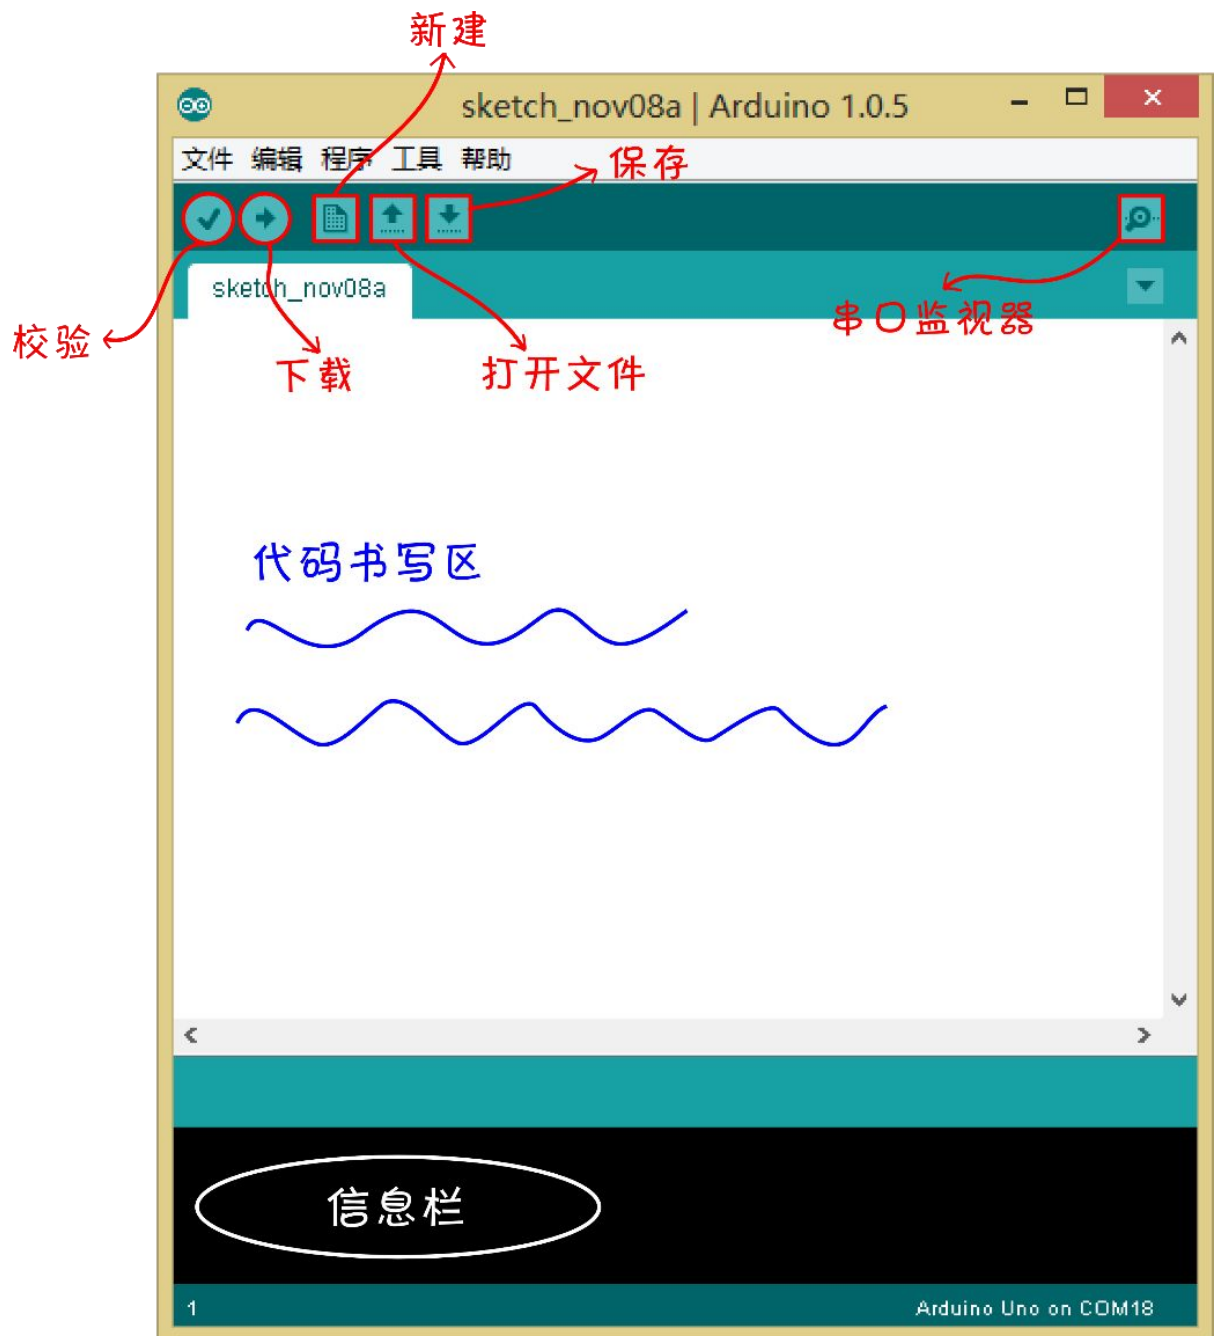 新建
sketch_nov08a | Arduino 1.0.5
文件 编辑 程序 工具 帮助
保存
sketch_nov08a
串口监视器
校验
下载
打开文件
代码书写区
信息栏
1
Arduino Uno on COM18